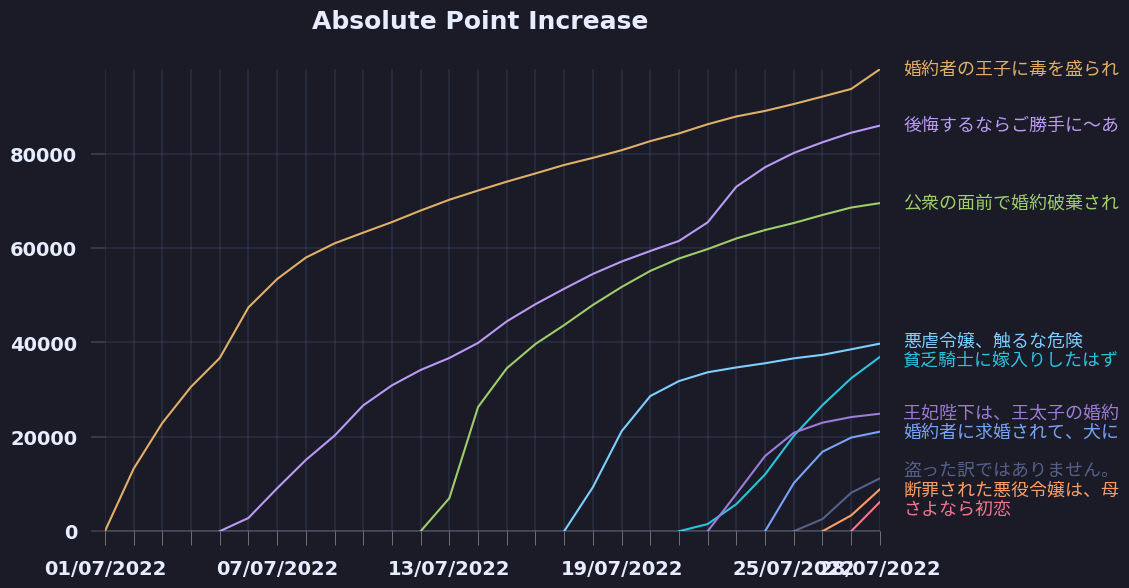 Absolute Point Increase
婚約者の王子に毒を盛られ
後悔するならご勝手に～あ
80000
公衆の面前で婚約破棄され
60000
悪虐令嬢、触るな危険
40000
貧乏騎士に嫁入りしたはず
王妃陛下は、王太子の婚約
20000
婚約者に求婚されて、犬に
盗った訳ではありません。
断罪された悪役令嬢は、母
さよなら初恋
0
01/07/2022 07/07/2022 13/07/2022 19/07/2022 25/07/2022 28/07/2022